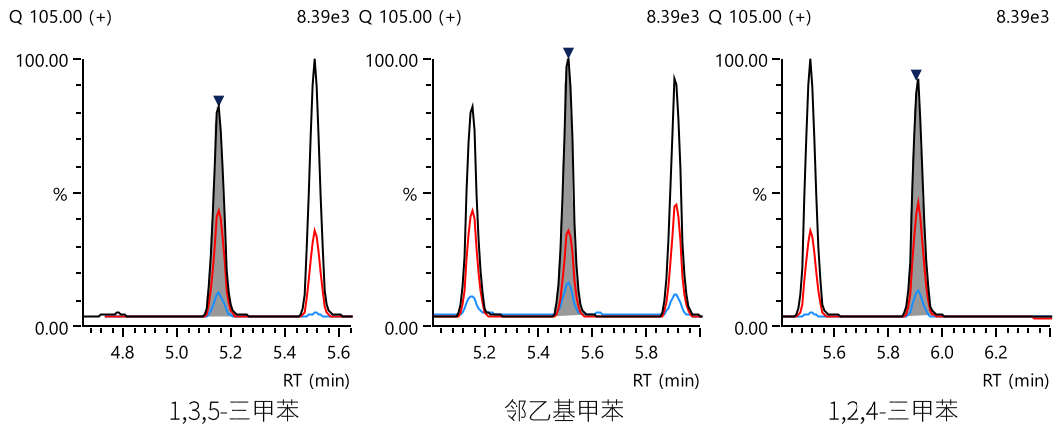 Q 105.00 (+) 8.39e3 Q 105.00 (+) 8.39e3 Q 105.00 (+) 8.39e3
100.00 100.00 100.00
% % %
0.00 0.00 0.00
4.8 5.0 5.2 5.4 5.6 5.2 5.4 5.6 5.8 5.6 5.8 6.0 6.2
RT (min) RT (min) RT (min)
1,3,5-三甲苯 邻乙基甲苯 1,2,4-三甲苯